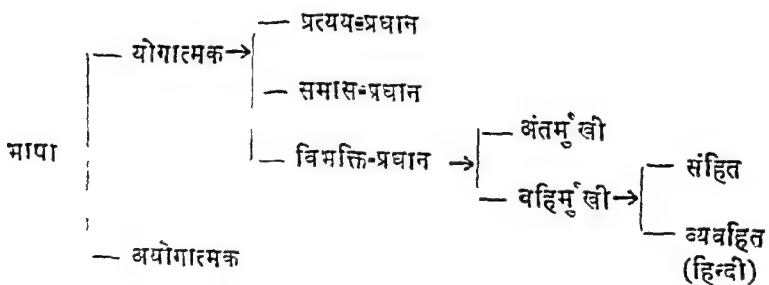 — प्रत्यय-प्रधान
— योगात्मक →
— समास-प्रधान
— अंतर्मुखी
भाषा
— विभक्ति-प्रधान →
— संहित
— बहिर्मुखी →
— व्यवहित
— अयोगात्मक
(हिन्दी)